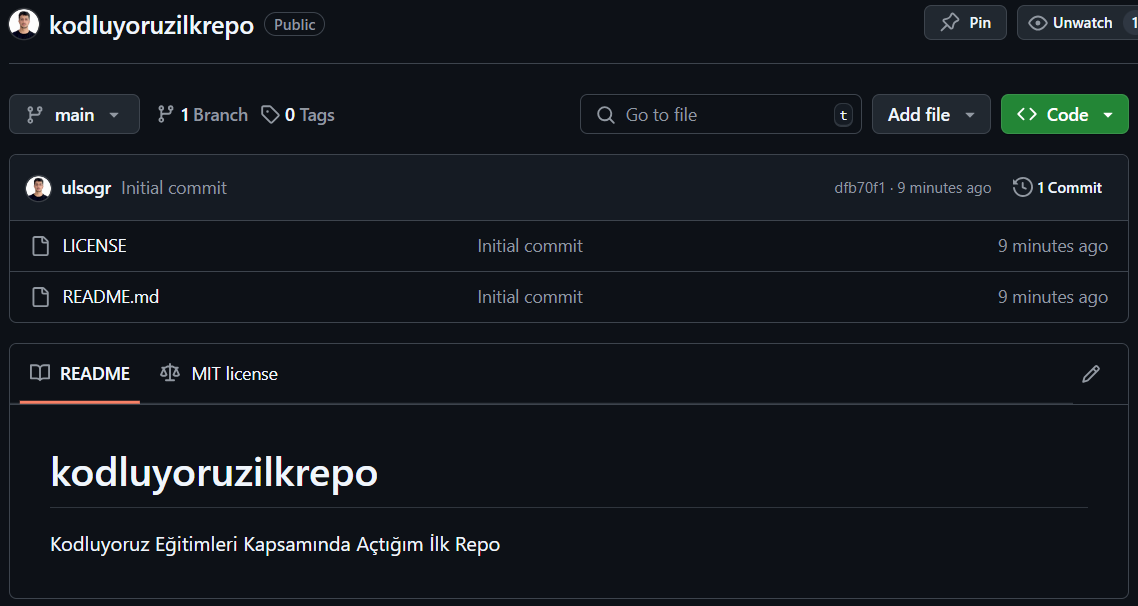 kodluyoruzilkrepo Public Pin Unwatch 1
main 1 Branch 0 Tags Go to file t Add file Code
ulsogr Initial commit dfb70f1 · 9 minutes ago 1 Commit
LICENSE Initial commit 9 minutes ago
README.md Initial commit 9 minutes ago
README MIT license
kodluyoruzilkrepo
Kodluyoruz Eğitimleri Kapsamında Açtığım İlk Repo